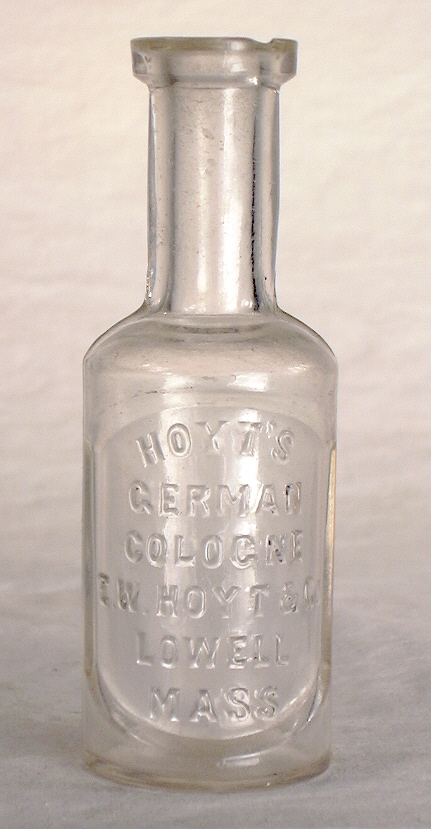 HOYT'S
GERMAN
COLOGNE
E.W. HOYT & Co
LOWELL
MASS